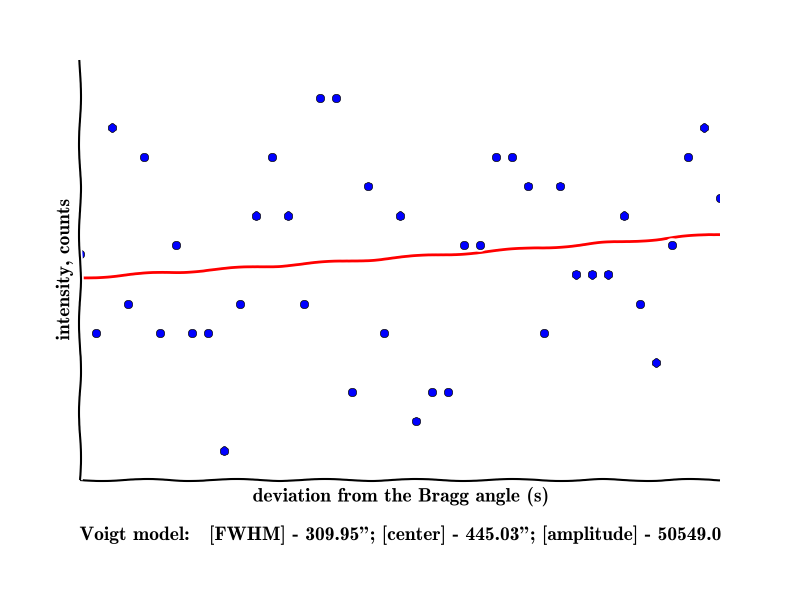 intensity, counts
deviation from the Bragg angle (s)
Voigt model: [FWHM] - 309.95”; [center] - 445.03”; [amplitude] - 50549.0